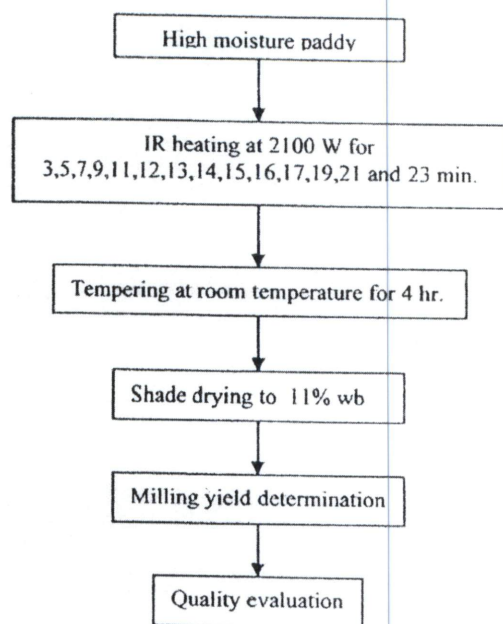 High moisture paddy
IR heating at 2100 W for
3,5,7,9,11,12,13,14,15,16,17,19,21 and 23 min.
Tempering at room temperature for 4 hr.
Shade drying to 11% wb
Milling yield determination
Quality evaluation